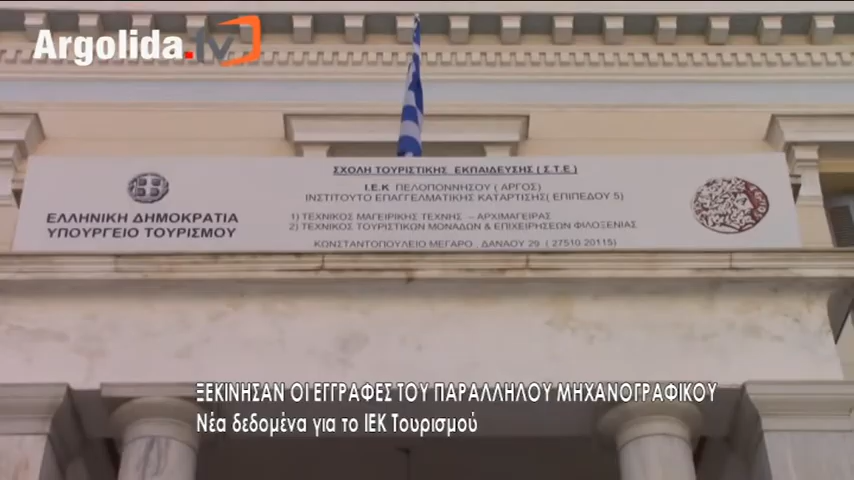 Argolida.tv
ΣΧΟΛΗ ΤΟΥΡΙΣΤΙΚΗΣ ΕΚΠΑΙΔΕΥΣΗΣ ( Σ.Τ.Ε )
Ι.Ε.Κ ΠΕΛΟΠΟΝΝΗΣΟΥ ( ΑΡΓΟΣ)
ΙΝΣΤΙΤΟΥΤΟ ΕΠΑΓΓΕΛΜΑΤΙΚΗΣ ΚΑΤΑΡΤΙΣΗΣ( ΕΠΙΠΕΔΟΥ 5)
1) ΤΕΧΝΙΚΟΣ ΜΑΓΕΙΡΙΚΗΣ ΤΕΧΝΗΣ – ΑΡΧΙΜΑΓΕΙΡΑΣ
2) ΤΕΧΝΙΚΟΣ ΤΟΥΡΙΣΤΙΚΩΝ ΜΟΝΑΔΩΝ & ΕΠΙΧΕΙΡΗΣΕΩΝ ΦΙΛΟΞΕΝΙΑΣ
ΚΩΝΣΤΑΝΤΟΠΟΥΛΕΙΟ ΜΕΓΑΡΟ , ΔΑΝΑΟΥ 29 ( 27510 20115)
ΕΛΛΗΝΙΚΗ ΔΗΜΟΚΡΑΤΙΑ
ΥΠΟΥΡΓΕΙΟ ΤΟΥΡΙΣΜΟΥ
ΞΕΚΙΝΗΣΑΝ ΟΙ ΕΓΓΡΑΦΕΣ ΤΟΥ ΠΑΡΑΛΛΗΛΟΥ ΜΗΧΑΝΟΓΡΑΦΙΚΟΥ
Νέα δεδομένα για το ΙΕΚ Τουρισμού